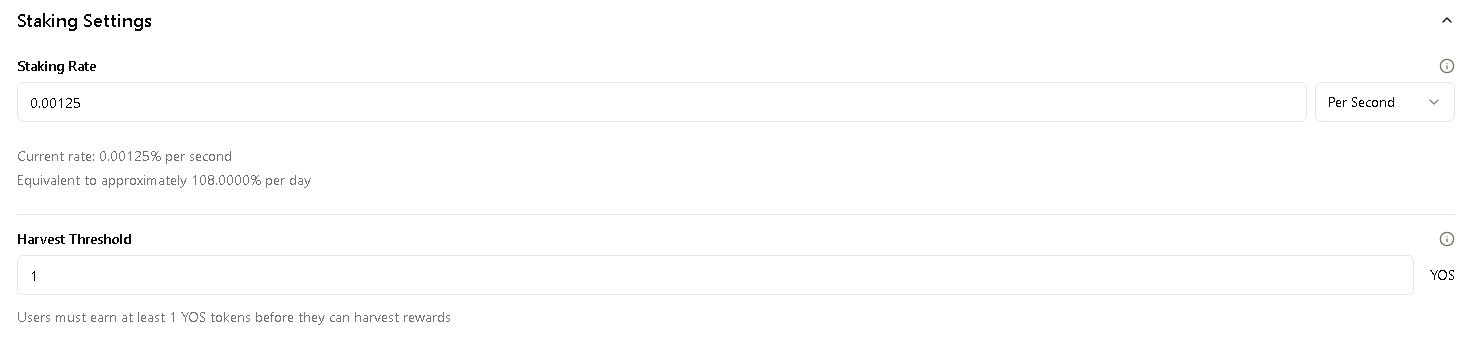 Staking Settings
Staking Rate
0.00125
Per Second
Current rate: 0.00125% per second
Equivalent to approximately 108.0000% per day
Harvest Threshold
1
YOS
Users must earn at least 1 YOS tokens before they can harvest rewards